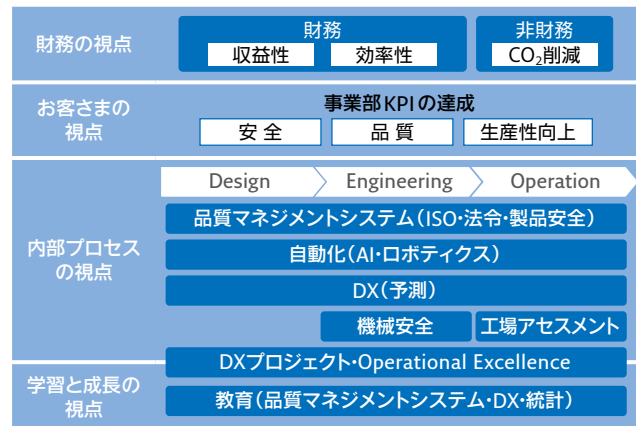 財務の視点
財務
収益性
効率性
非財務
CO₂削減
お客さまの
視点
事業部KPIの達成
安 全
品 質
生産性向上
内部プロセス
の視点
Design
Engineering
Operation
品質マネジメントシステム(ISO・法令・製品安全)
自動化(AI・ロボティクス)
DX(予測)
機械安全
工場アセスメント
DXプロジェクト・Operational Excellence
学習と成長の
視点
教育(品質マネジメントシステム・DX・統計)